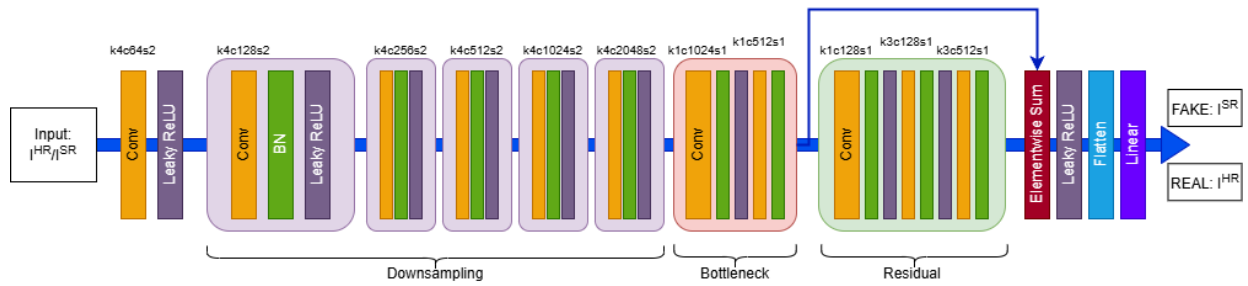 k4c64s2
k4c128s2
k4c256s2
k4c512s2
k4c1024s2
k4c2048s2
k1c1024s1
k1c512s1
k1c128s1
k3c128s1
k3c512s1
Input:
I^HR/I^SR
Conv
Leaky ReLU
Conv
BN
Leaky ReLU
Conv
Conv
Elementwise Sum
Leaky ReLU
Flatten
Linear
FAKE: I^SR
REAL: I^HR
Downsampling
Bottleneck
Residual